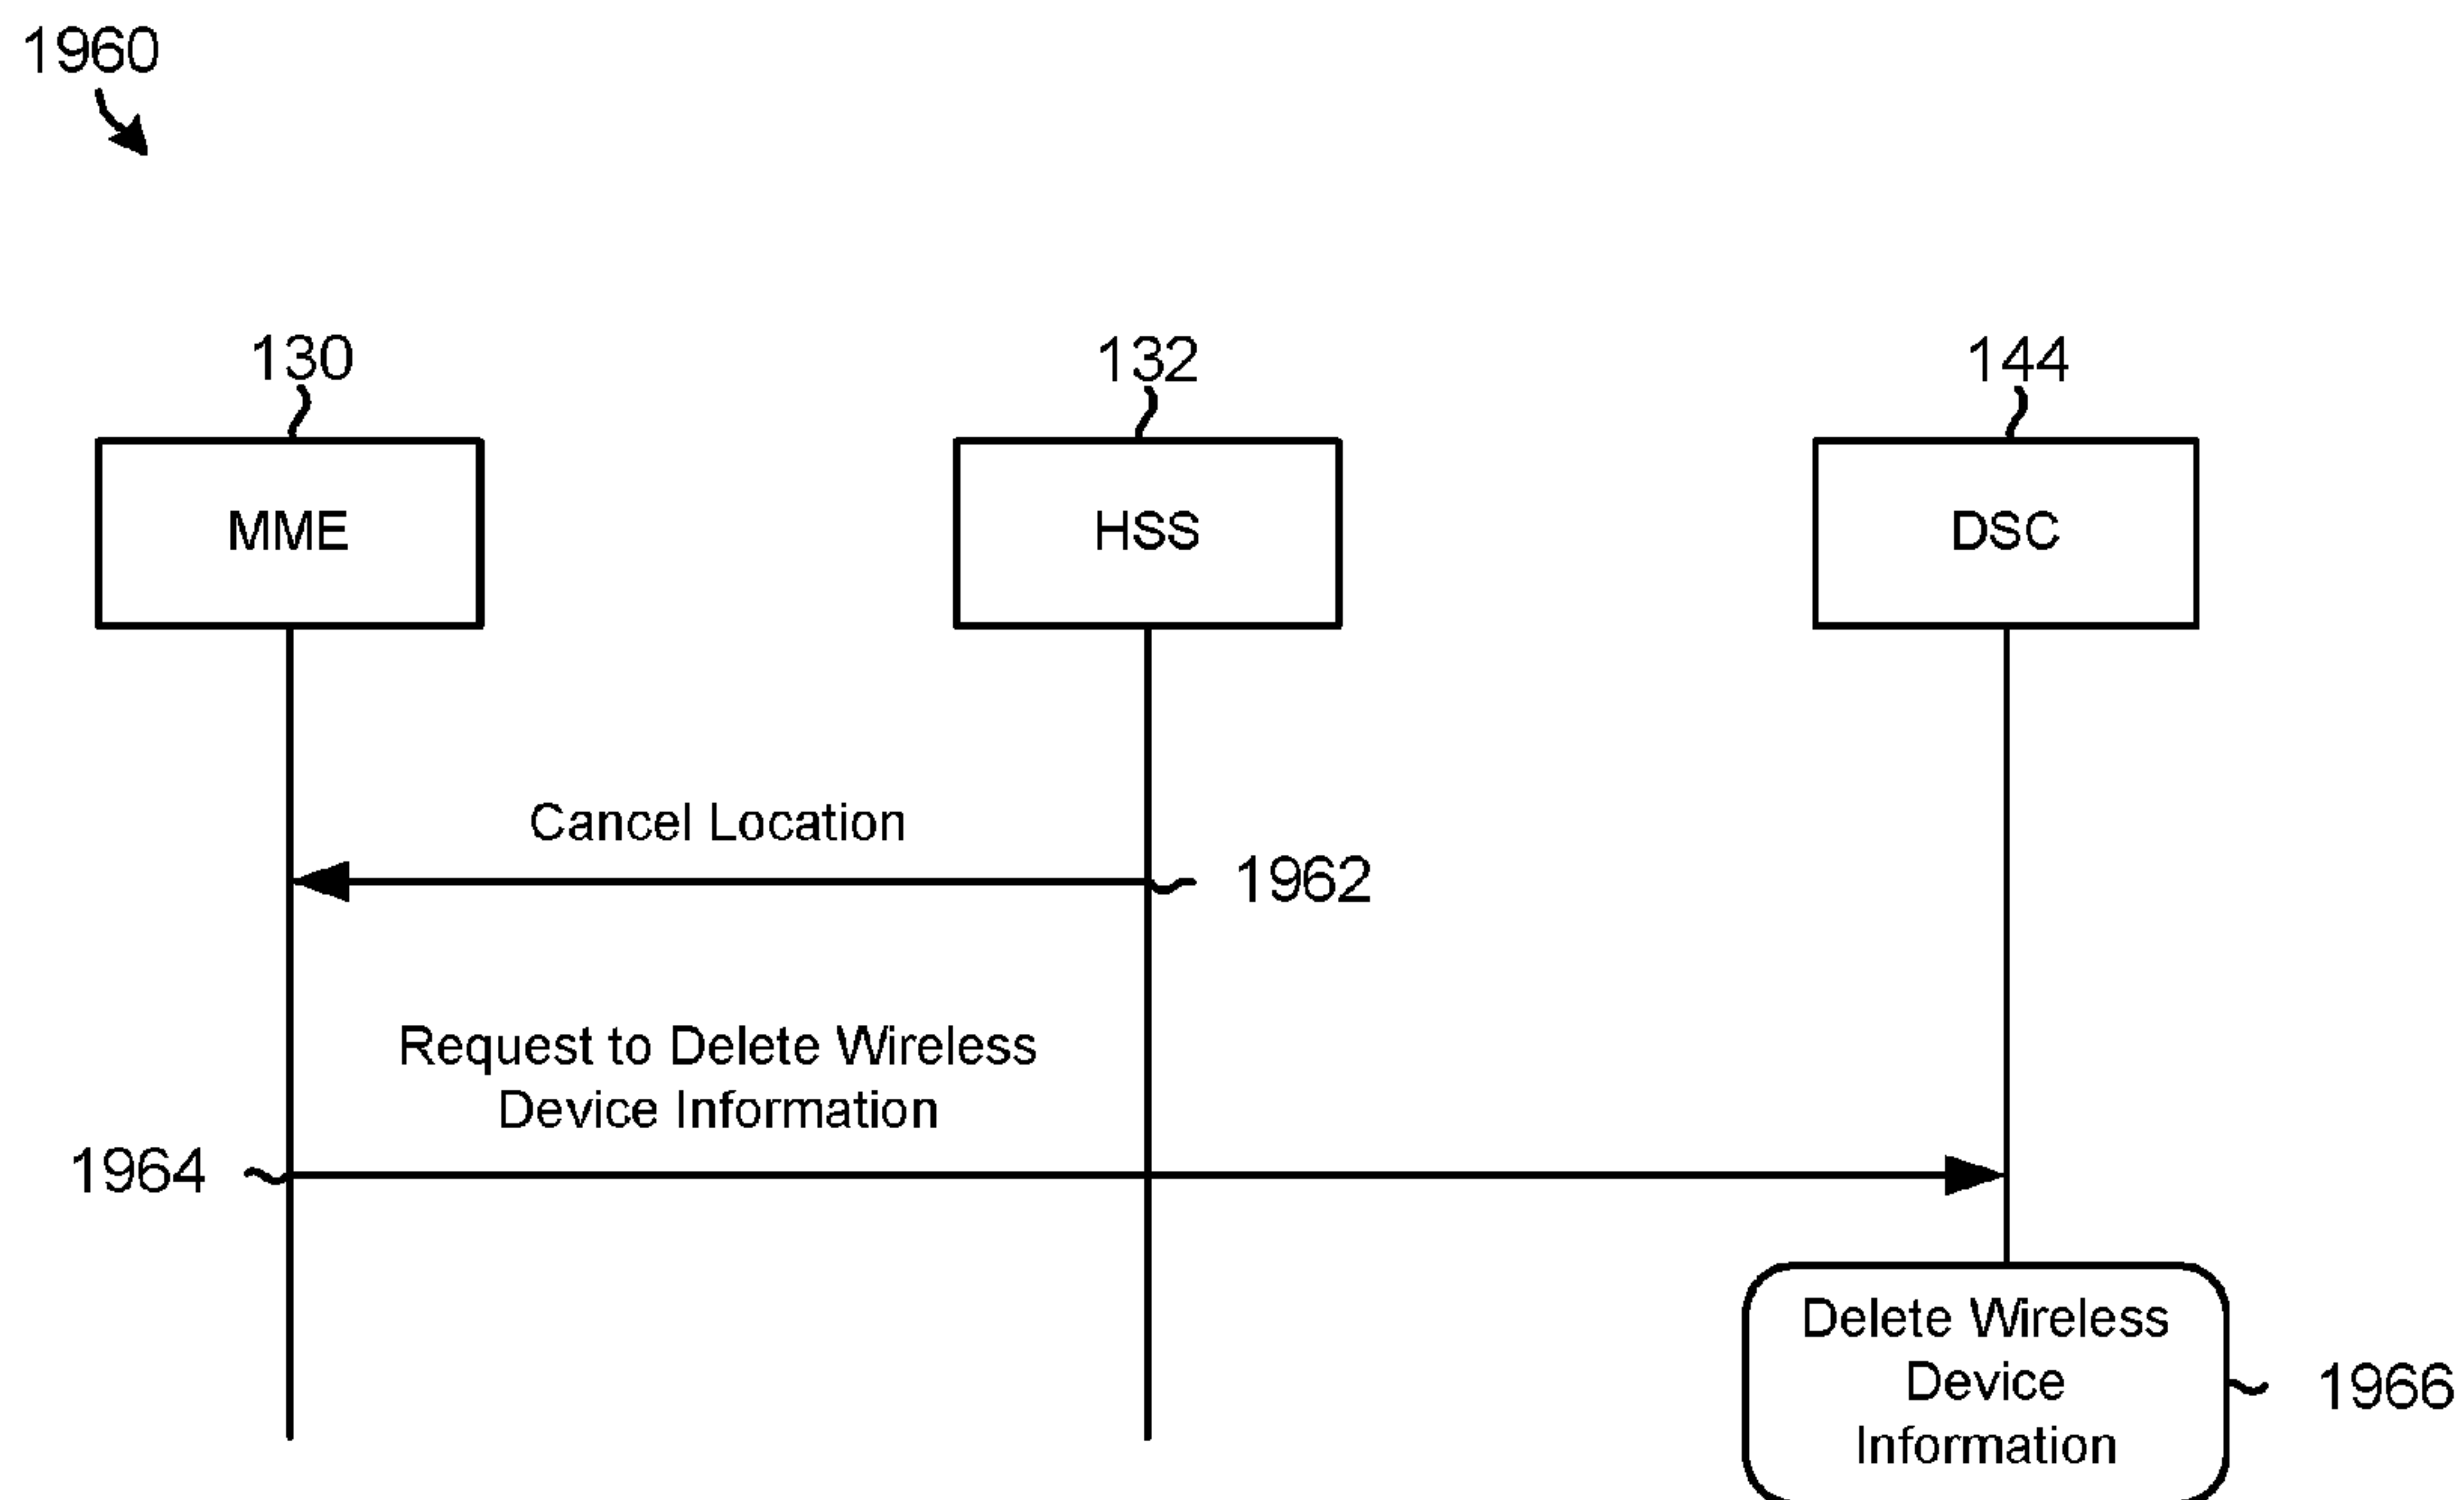 1960
130
132
144
MME
HSS
DSC
Cancel Location
1962
Request to Delete Wireless
Device Information
1964
Delete Wireless
Device
Information
1966